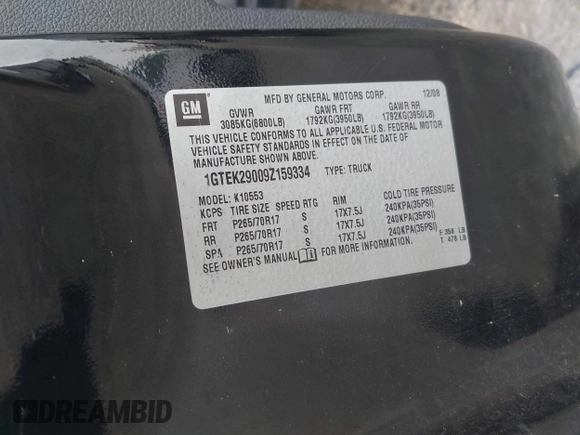 GM
MFD BY GENERAL MOTORS CORP. 12/08
GVWR GAWR FRT GAWR RR
3085KG(6800LB) 1792KG(3950LB) 1792KG(3950LB)
THIS VEHICLE CONFORMS TO ALL APPLICABLE U.S. FEDERAL MOTOR
VEHICLE SAFETY STANDARDS IN EFFECT ON THE DATE OF
MANUFACTURE SHOWN ABOVE.
1GTEK29009Z159334 TYPE: TRUCK
MODEL: K10553
KCPS TIRE SIZE SPEED RTG RIM COLD TIRE PRESSURE
FRT P265/70R17 S 17X7.5J 240KPA(35PSI)
RR P265/70R17 S 17X7.5J 240KPA(35PSI)
SPA P265/70R17 S 17X7.5J 240KPA(35PSI)
SEE OWNER'S MANUAL FOR MORE INFORMATION.
F 358 LB
T 478 LB
DREAMBID